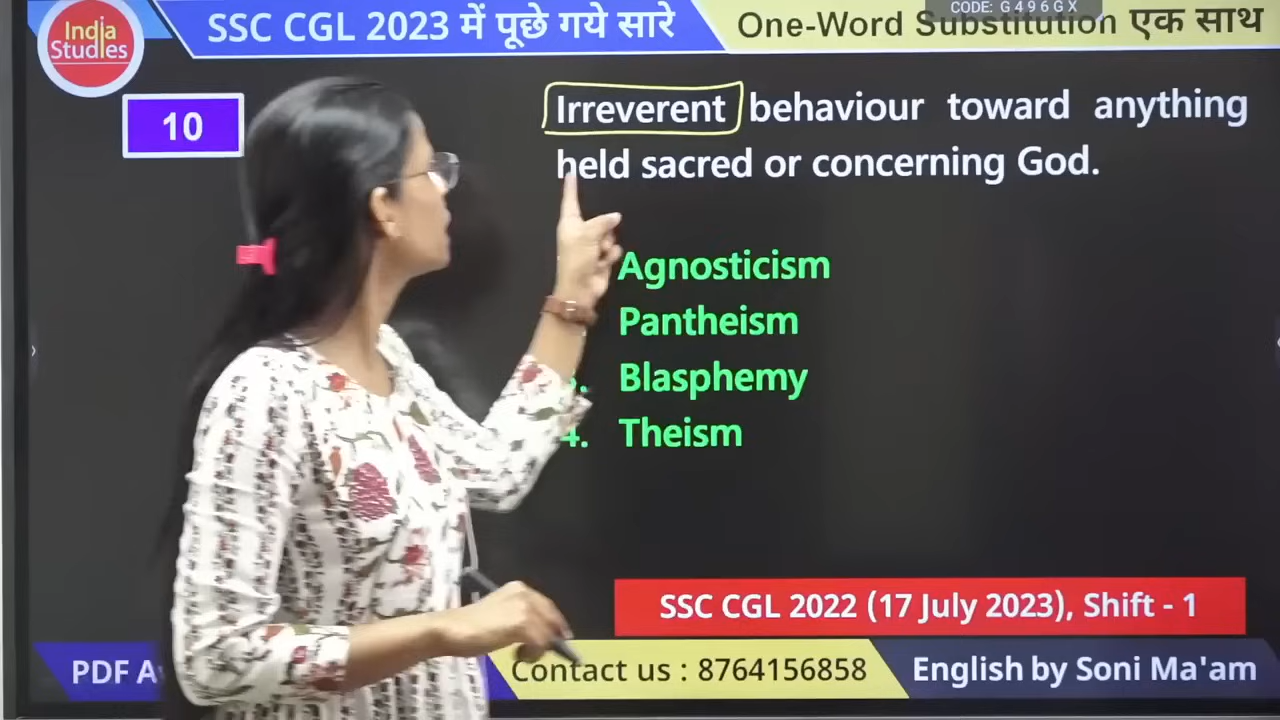 CODE: G496GX
India
Studies
SSC CGL 2023 में पूछे गये सारे
One-Word Substitution एक साथ
10
Irreverent behaviour toward anything
held sacred or concerning God.
Agnosticism
Pantheism
3. Blasphemy
4. Theism
SSC CGL 2022 (17 July 2023), Shift - 1
PDF
Contact us : 8764156858
English by Soni Ma'am